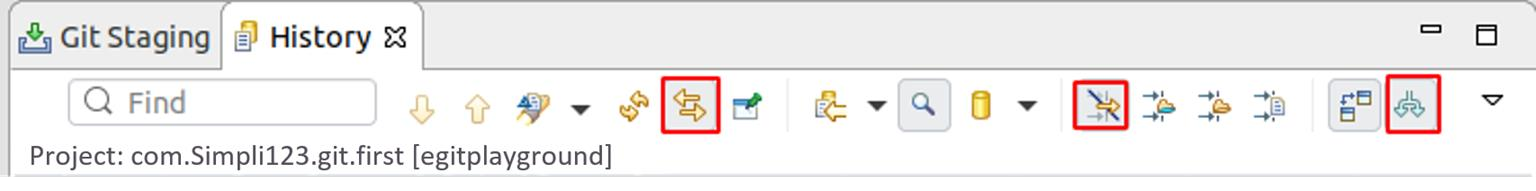 Git Staging History
Find
Project: com.Simpli123.git.first [egitplayground]